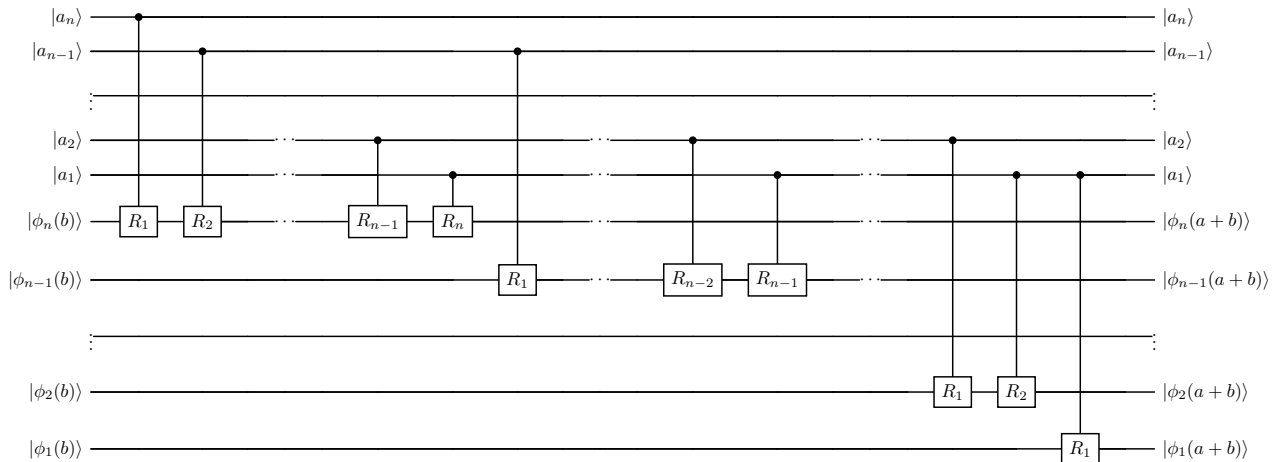 |a_n⟩ |a_n⟩
|a_{n−1}⟩ |a_{n−1}⟩
⋮ ⋮
|a_2⟩ ··· ··· ··· |a_2⟩
|a_1⟩ ··· ··· ··· |a_1⟩
|ϕ_n(b)⟩ R_1 R_2 ··· R_{n−1} R_n ··· ··· |ϕ_n(a + b)⟩
|ϕ_{n−1}(b)⟩ R_1 ··· R_{n−2} R_{n−1} ··· |ϕ_{n−1}(a + b)⟩
⋮ ⋮
|ϕ_2(b)⟩ R_1 R_2 |ϕ_2(a + b)⟩
|ϕ_1(b)⟩ R_1 |ϕ_1(a + b)⟩